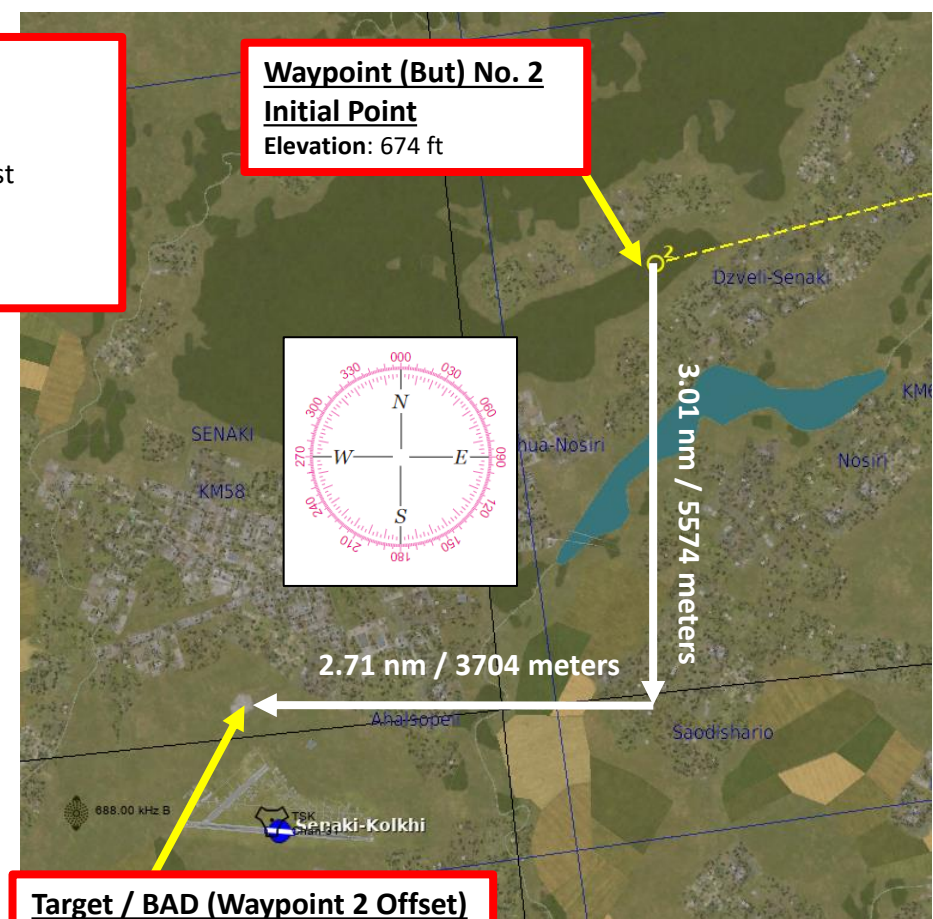 st
Waypoint (But) No. 2
Initial Point
Elevation: 674 ft
2
Dzveli-Senaki
3.01 nm / 5574 meters
000
030
060
090
120
150
180
210
240
270
300
330
N
E
S
W
SENAKI
KM58
hua-Nosiri
Nosiri
KM6
2.71 nm / 3704 meters
Ahalsopeli
Saodishario
688.00 kHz B
TSK
Senaki-Kolkhi
Target / BAD (Waypoint 2 Offset)